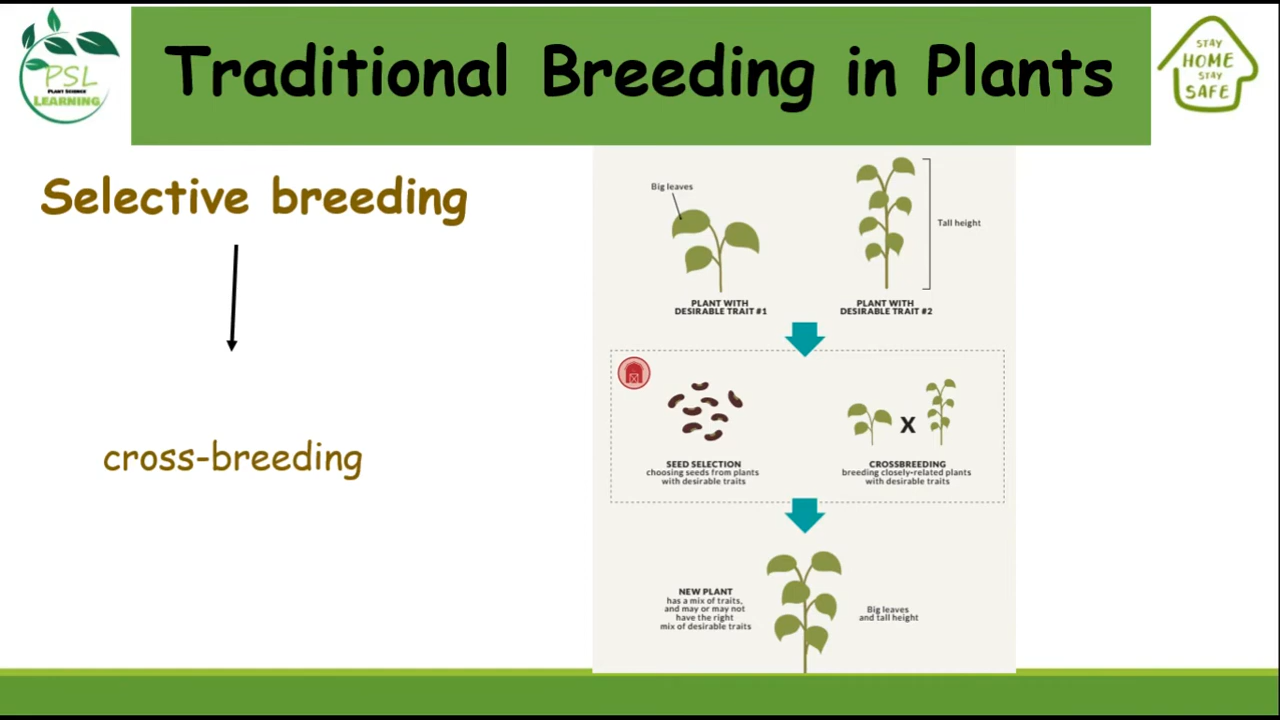 PSL
PLANT SCIENCE
LEARNING
Traditional Breeding in Plants
STAY
HOME
STAY
SAFE
Selective breeding
cross-breeding
Big leaves
Tall height
PLANT WITH
DESIRABLE TRAIT #1
PLANT WITH
DESIRABLE TRAIT #2
SEED SELECTION
choosing seeds from plants
with desirable traits
X
CROSSBREEDING
breeding closely-related plants
with desirable traits
NEW PLANT
has a mix of traits,
and may or may not
have the right
mix of desirable traits
Big leaves
and tall height